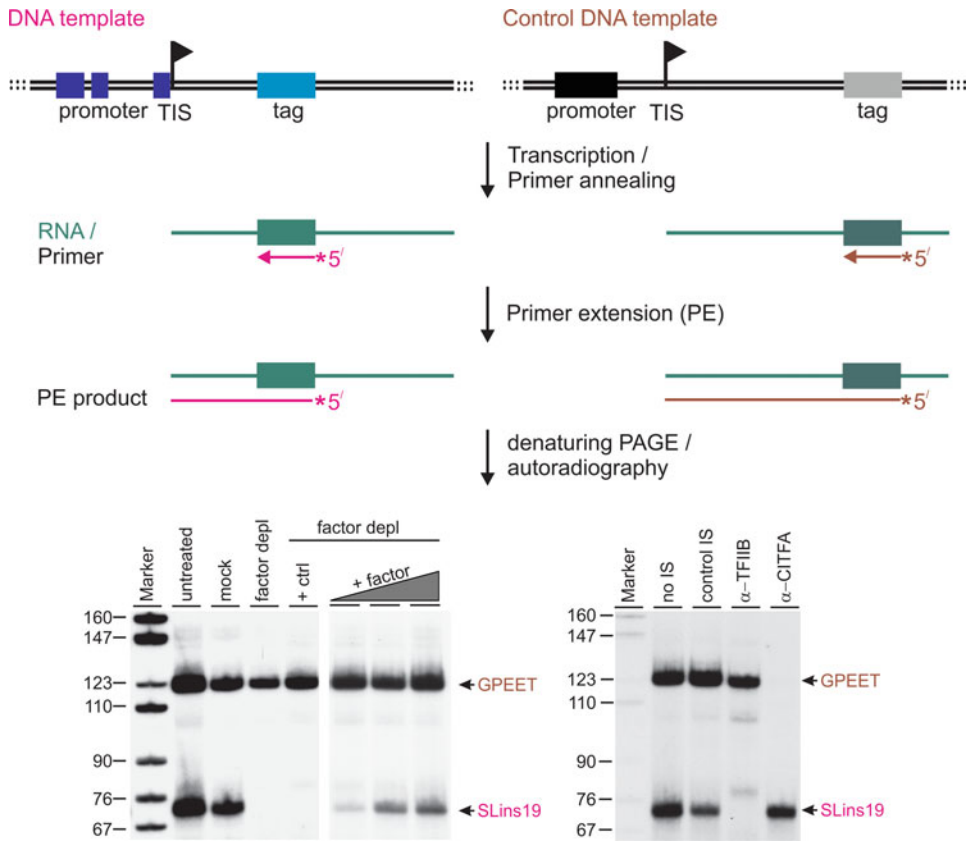 DNA template
Control DNA template
promoter TIS tag
promoter TIS tag
Transcription /
Primer annealing
RNA /
Primer
*5'
*5'
Primer extension (PE)
PE product
*5'
*5'
denaturing PAGE /
autoradiography
factor depl
Marker
untreated
mock
factor depl
+ ctrl
+ factor
160
147
123
110
90
76
67
GPEET
SLins19
Marker
no IS
control IS
α–TFIIB
α–CITFA
160
147
123
110
90
76
67
GPEET
SLins19